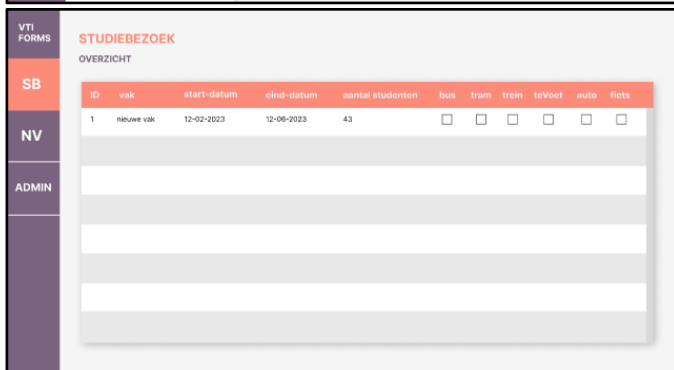 VTI
FORMS
STUDIEBEZOEK
OVERZICHT
SB
NV
ADMIN
ID vak start-datum eind-datum aantal studenten bus tram trein teVoet auto fiets
1 nieuwe vak 12-02-2023 12-06-2023 43